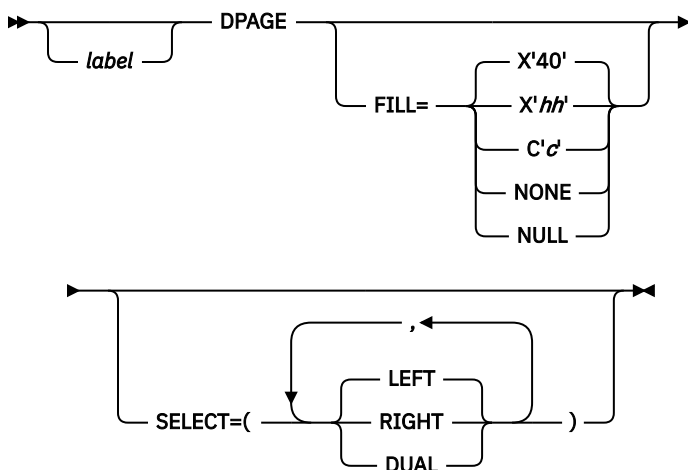 DPAGE
label
X'40'
FILL= X'hh'
C'c'
NONE
NULL
,
LEFT
SELECT=( RIGHT )
DUAL